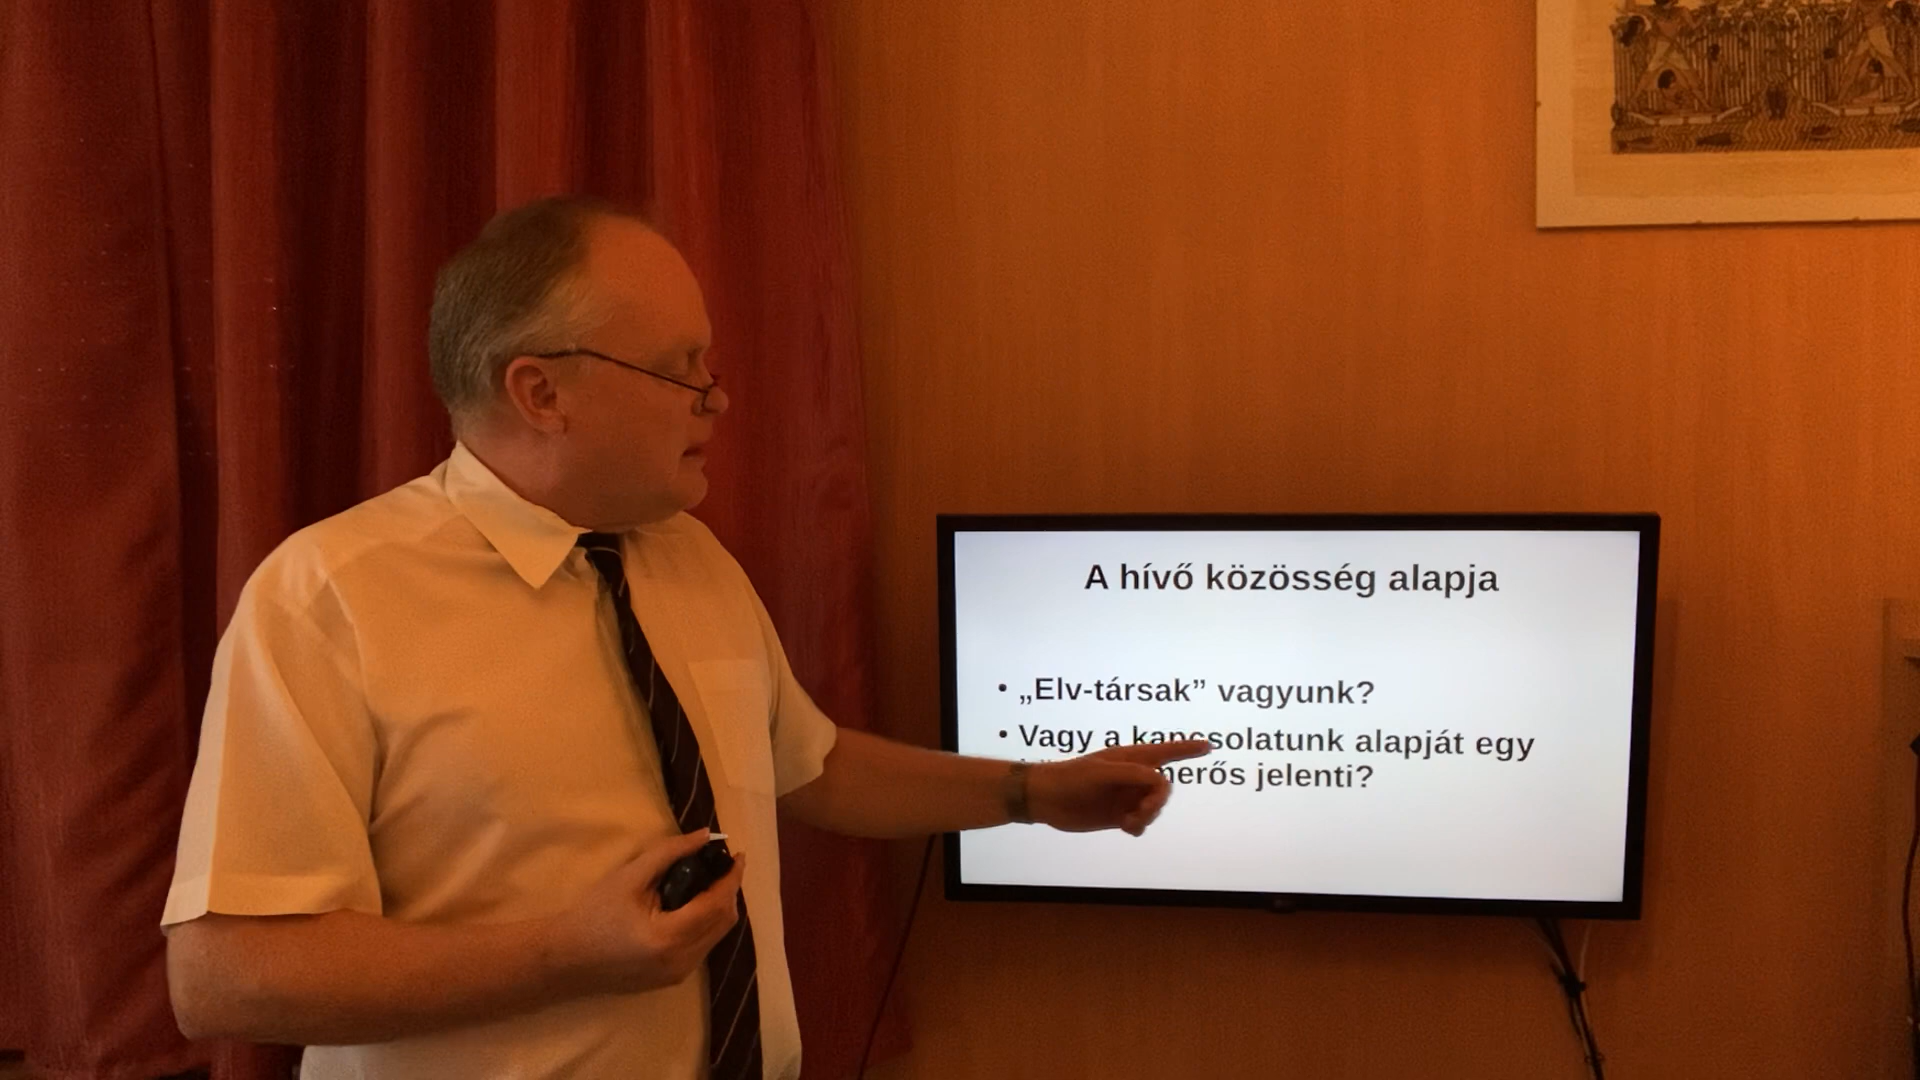 A hívő közösség alapja
• „Elv-társak” vagyunk?
• Vagy a kapcsolatunk alapját egy
jelenti?